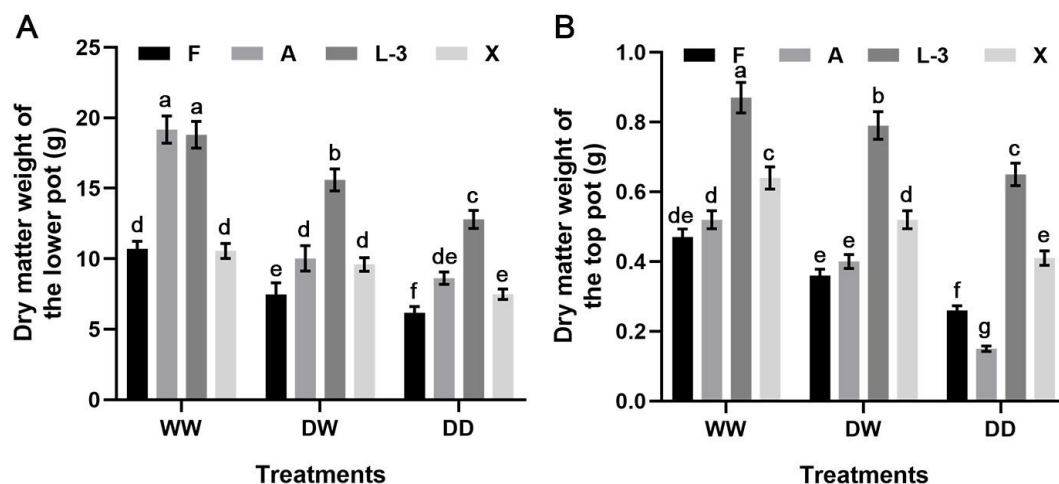 A
F A L-3 X
Dry matter weight of
the lower pot (g)
25
20
15
10
5
0
d a a d
e d b d
f de c e
WW DW DD
Treatments
B
F A L-3 X
Dry matter weight of
the top pot (g)
1.0
0.8
0.6
0.4
0.2
0.0
de d a c
e e b d
f g c e
WW DW DD
Treatments